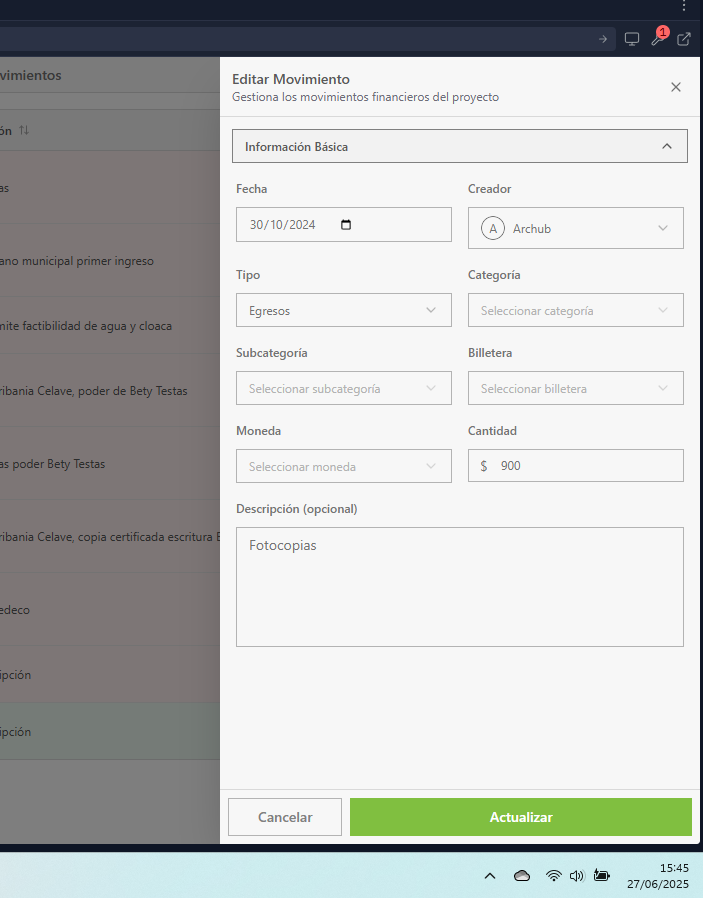 1
vimientos
Editar Movimiento
Gestiona los movimientos financieros del proyecto
ón
Información Básica
as
Fecha
Creador
30/10/2024
A Archub
ano municipal primer ingreso
Tipo
Categoría
Egresos
Seleccionar categoría
mite factibilidad de agua y cloaca
Subcategoría
Billetera
Seleccionar subcategoría
Seleccionar billetera
ribania Celave, poder de Bety Testas
Moneda
Cantidad
Seleccionar moneda
$ 900
as poder Bety Testas
Descripción (opcional)
Fotocopias
ribania Celave, copia certificada escritura E
edeco
ipción
ipción
Cancelar
Actualizar
15:45
27/06/2025